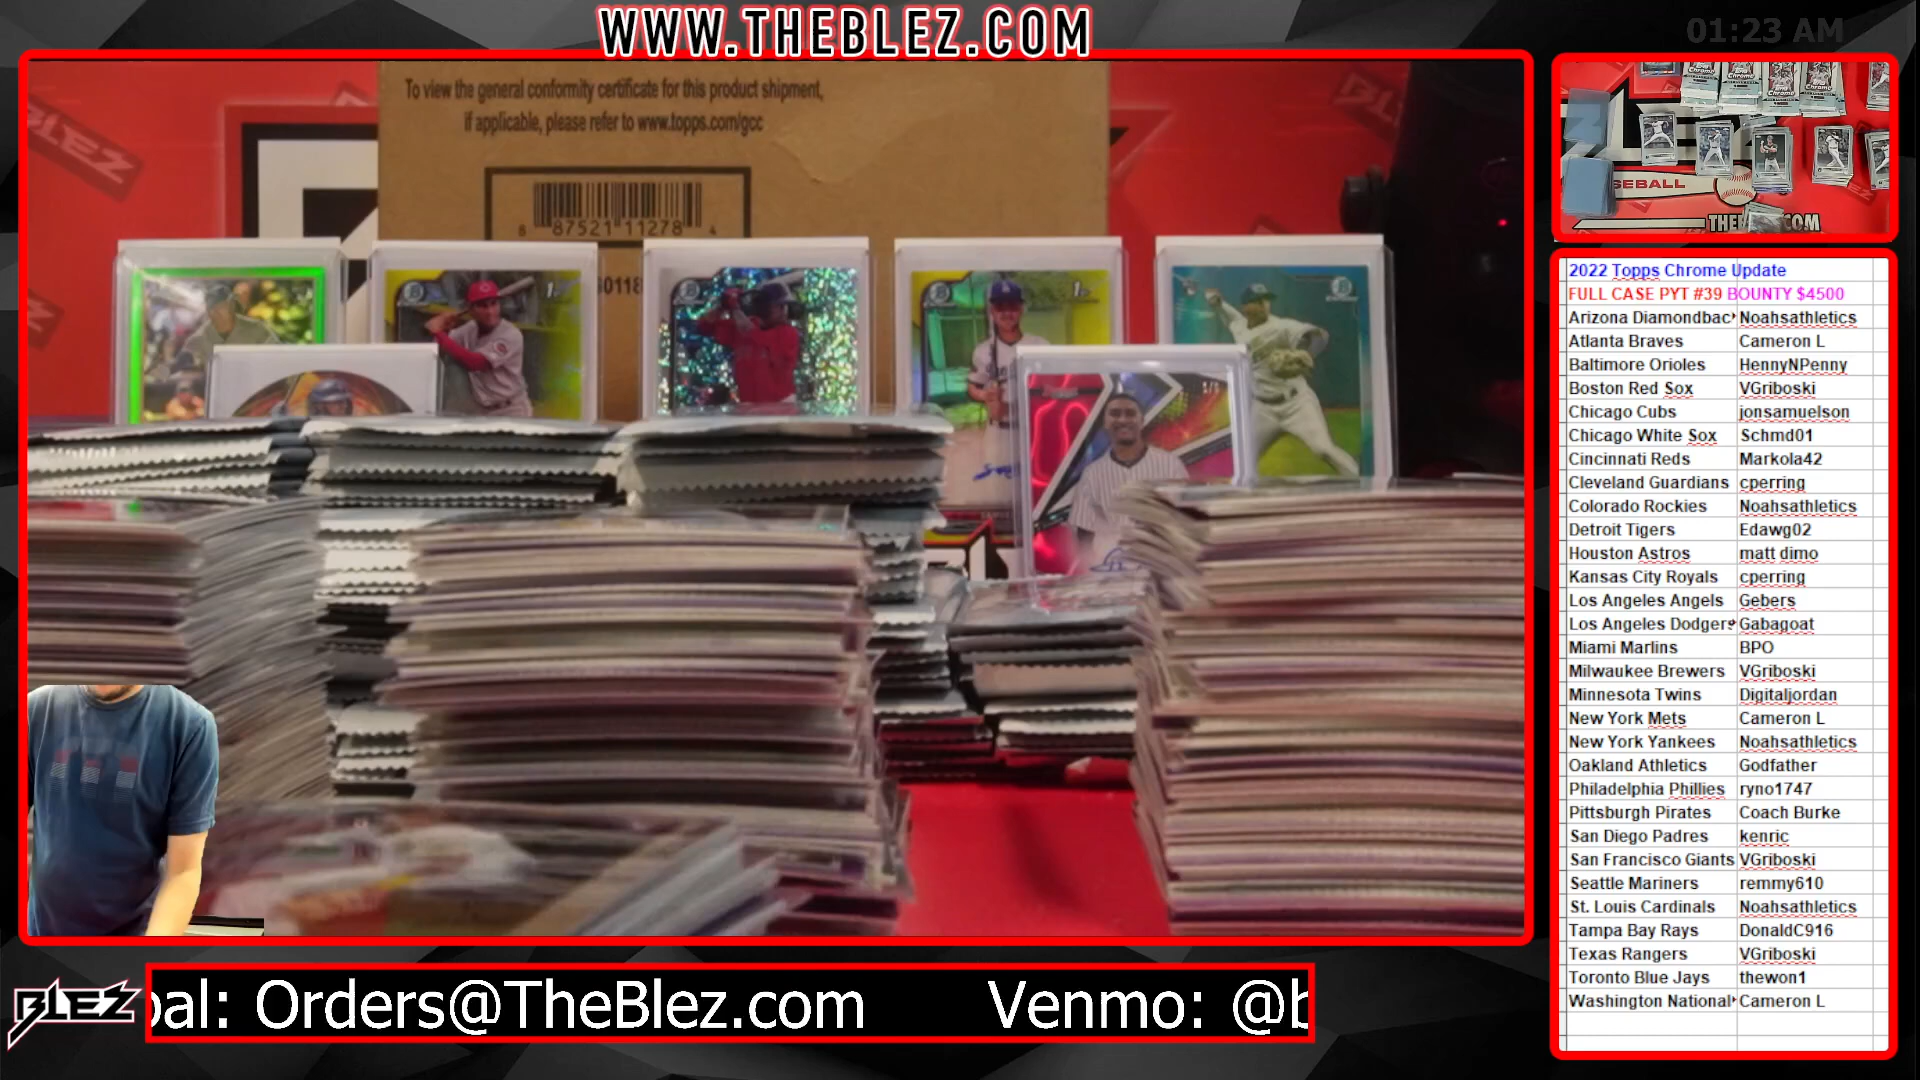 WWW.THEBLEZ.COM
01:23 AM
To view the general conformity certificate for this product shipment,
if applicable, please refer to www.topps.com/gcc
8 87521 11278 4
BLEZ
SEBALL
2022 Topps Chrome Update
FULL CASE PYT #39 BOUNTY $4500
Arizona Diamondbac Noahsathletics
Atlanta Braves Cameron L
Baltimore Orioles HennyNPenny
Boston Red Sox VGriboski
Chicago Cubs jonsamuelson
Chicago White Sox Schmd01
Cincinnati Reds Markola42
Cleveland Guardians cperring
Colorado Rockies Noahsathletics
Detroit Tigers Edawg02
Houston Astros matt dimo
Kansas City Royals cperring
Los Angeles Angels Gebers
Los Angeles Dodgers Gabagoat
Miami Marlins BPO
Milwaukee Brewers VGriboski
Minnesota Twins Digitaljordan
New York Mets Cameron L
New York Yankees Noahsathletics
Oakland Athletics Godfather
Philadelphia Phillies ryno1747
Pittsburgh Pirates Coach Burke
San Diego Padres kenric
San Francisco Giants VGriboski
Seattle Mariners remmy610
St. Louis Cardinals Noahsathletics
Tampa Bay Rays DonaldC916
Texas Rangers VGriboski
Toronto Blue Jays thewon1
Washington National Cameron L
BLEZ
pal: Orders@TheBlez.com Venmo: @b